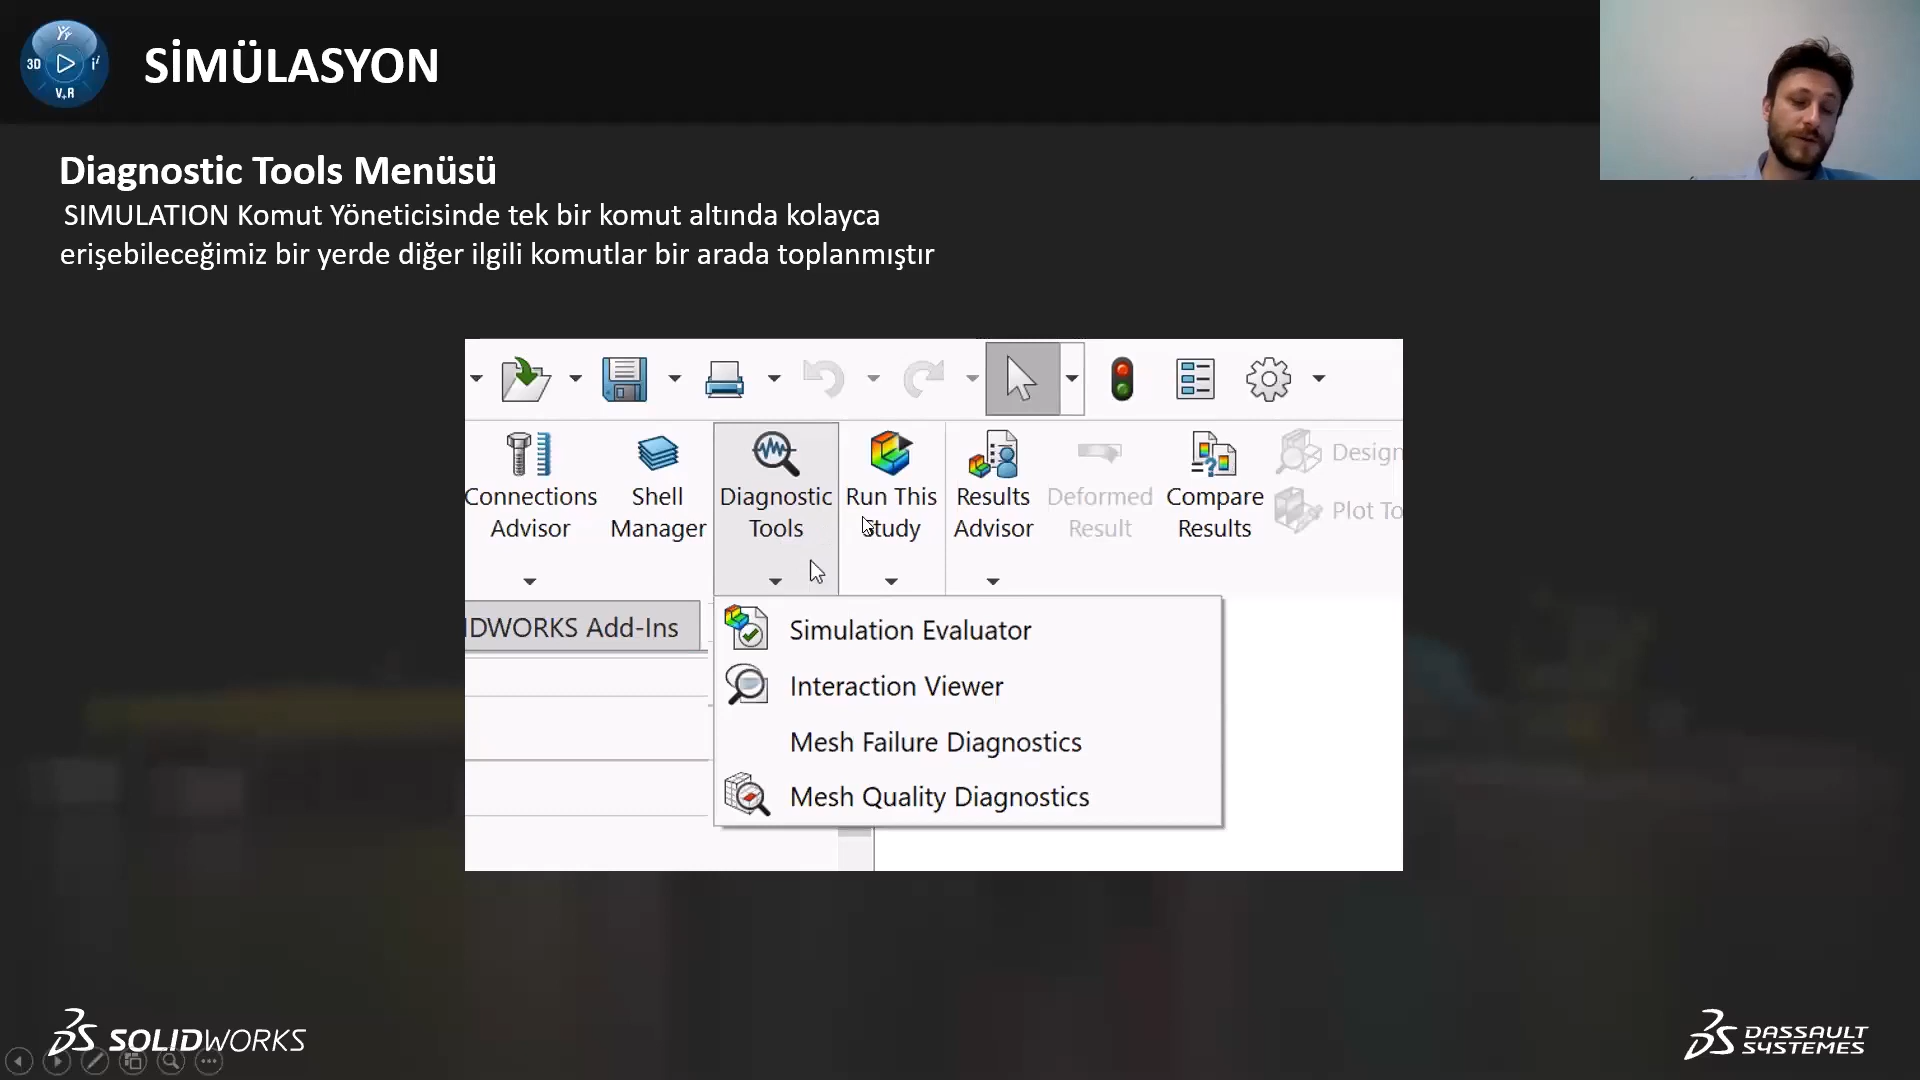 3D
V.R
SİMÜLASYON
Diagnostic Tools Menüsü
SIMULATION Komut Yöneticisinde tek bir komut altında kolayca
erişebileceğimiz bir yerde diğer ilgili komutlar bir arada toplanmıştır
Connections Advisor
Shell Manager
Diagnostic Tools
Run This Study
Results Advisor
Deformed Result
Compare Results
Design
Plot To
IDWORKS Add-Ins
Simulation Evaluator
Interaction Viewer
Mesh Failure Diagnostics
Mesh Quality Diagnostics
SOLIDWORKS
DASSAULT
SYSTEMES